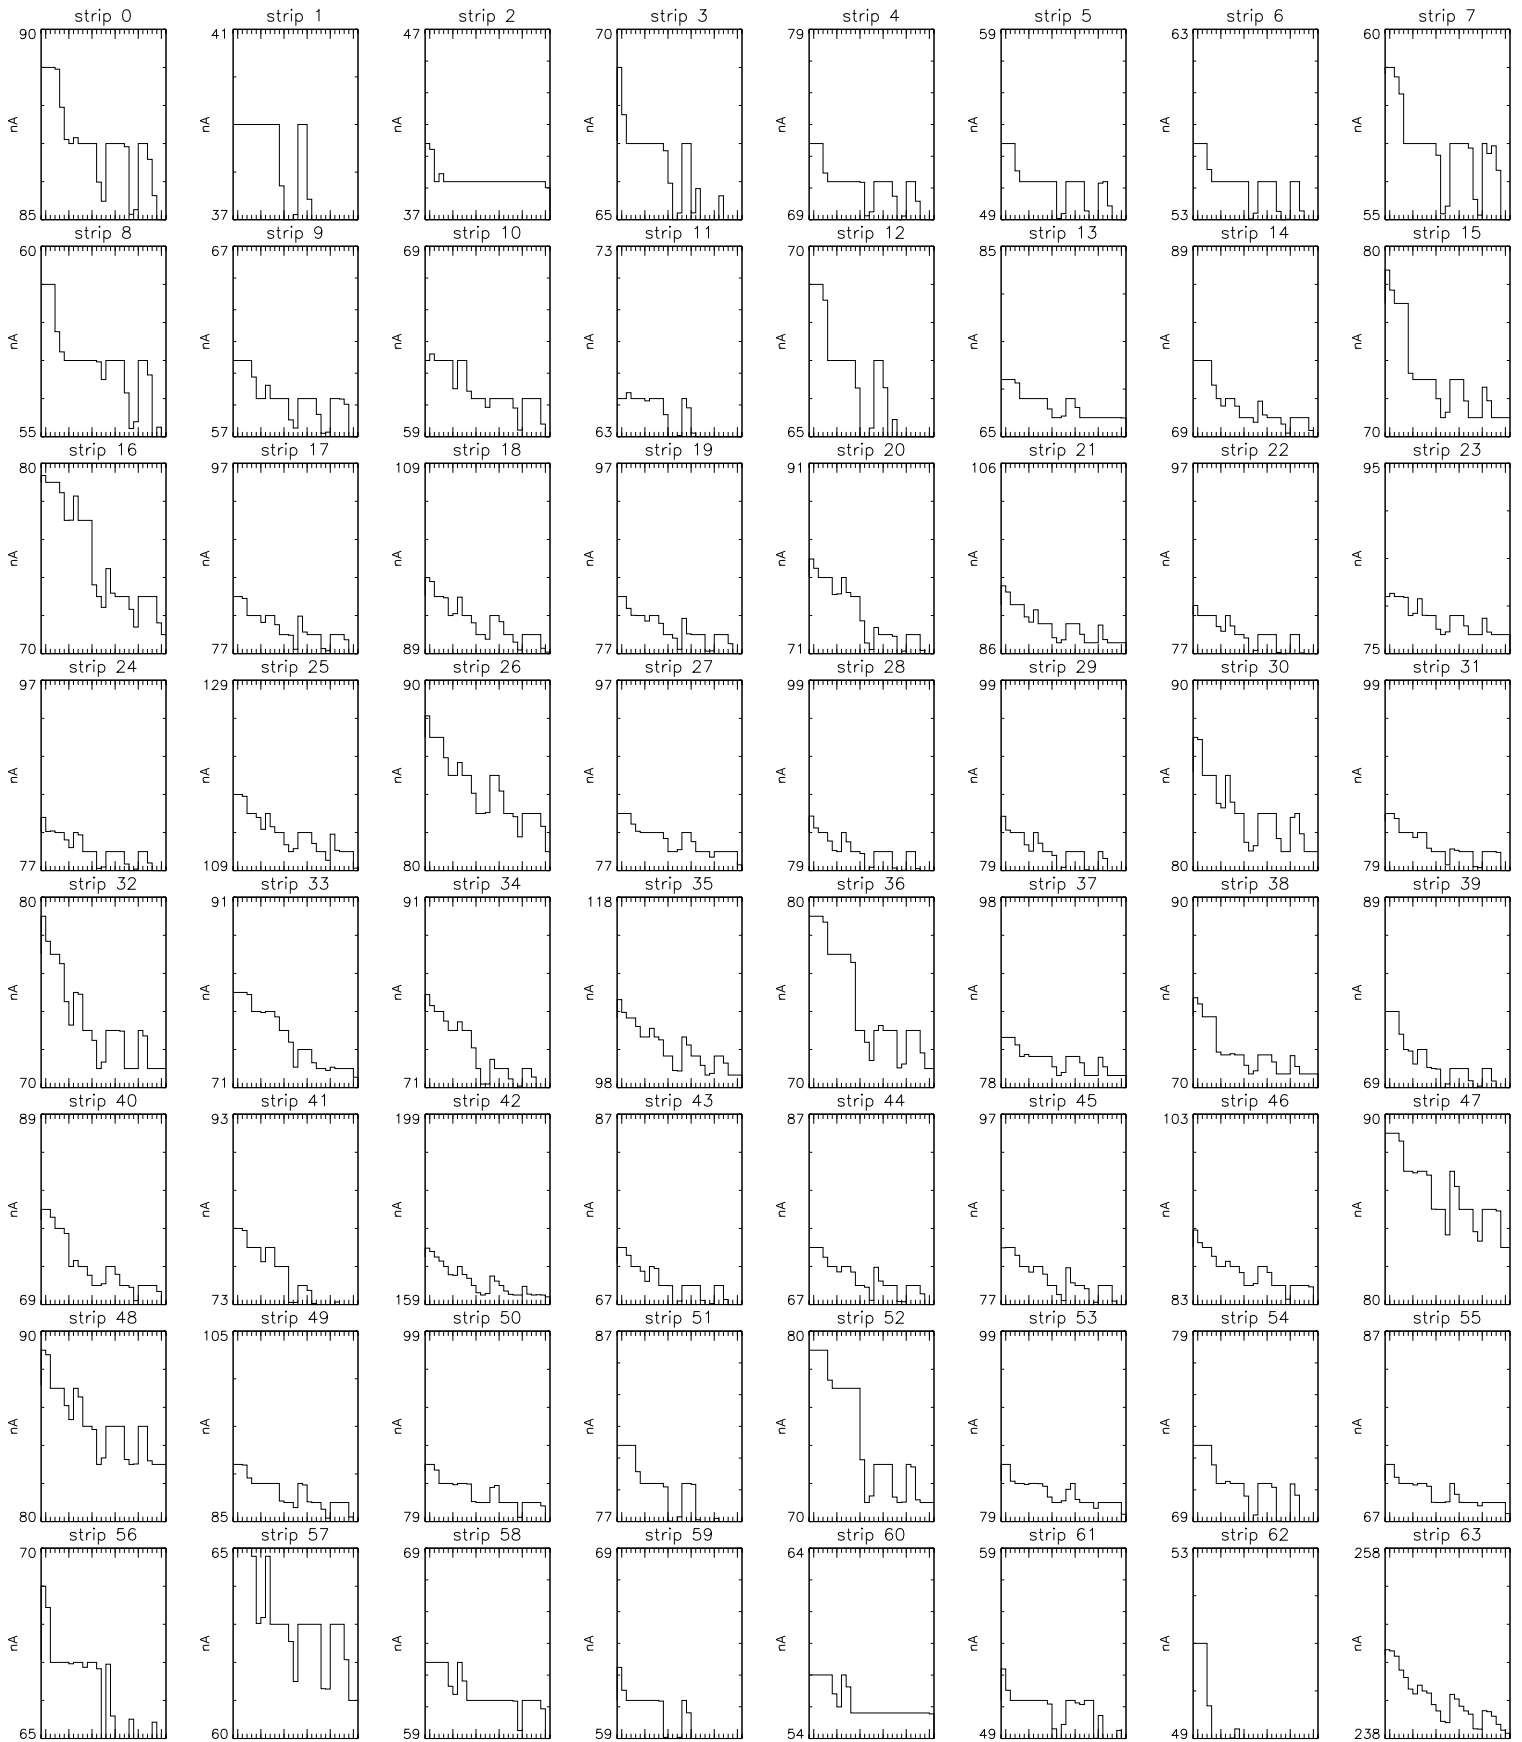 strip 0 strip 1 strip 2 strip 3 strip 4 strip 5 strip 6 strip 7
90 41 47 70 79 59 63 60
nA nA nA nA nA nA nA nA
85 37 37 65 69 49 53 55
strip 8 strip 9 strip 10 strip 11 strip 12 strip 13 strip 14 strip 15
60 67 69 73 70 85 89 80
nA nA nA nA nA nA nA nA
55 57 59 63 65 65 69 70
strip 16 strip 17 strip 18 strip 19 strip 20 strip 21 strip 22 strip 23
80 97 109 97 91 106 97 95
nA nA nA nA nA nA nA nA
70 77 89 77 71 86 77 75
strip 24 strip 25 strip 26 strip 27 strip 28 strip 29 strip 30 strip 31
97 129 90 97 99 99 90 99
nA nA nA nA nA nA nA nA
77 109 80 77 79 79 80 79
strip 32 strip 33 strip 34 strip 35 strip 36 strip 37 strip 38 strip 39
80 91 91 118 80 98 90 89
nA nA nA nA nA nA nA nA
70 71 71 98 70 78 70 69
strip 40 strip 41 strip 42 strip 43 strip 44 strip 45 strip 46 strip 47
89 93 199 87 87 97 103 90
nA nA nA nA nA nA nA nA
69 73 159 67 67 77 83 80
strip 48 strip 49 strip 50 strip 51 strip 52 strip 53 strip 54 strip 55
90 105 99 87 80 99 79 87
nA nA nA nA nA nA nA nA
80 85 79 77 70 79 69 67
strip 56 strip 57 strip 58 strip 59 strip 60 strip 61 strip 62 strip 63
70 65 69 69 64 59 53 258
nA nA nA nA nA nA nA nA
65 60 59 59 54 49 49 238